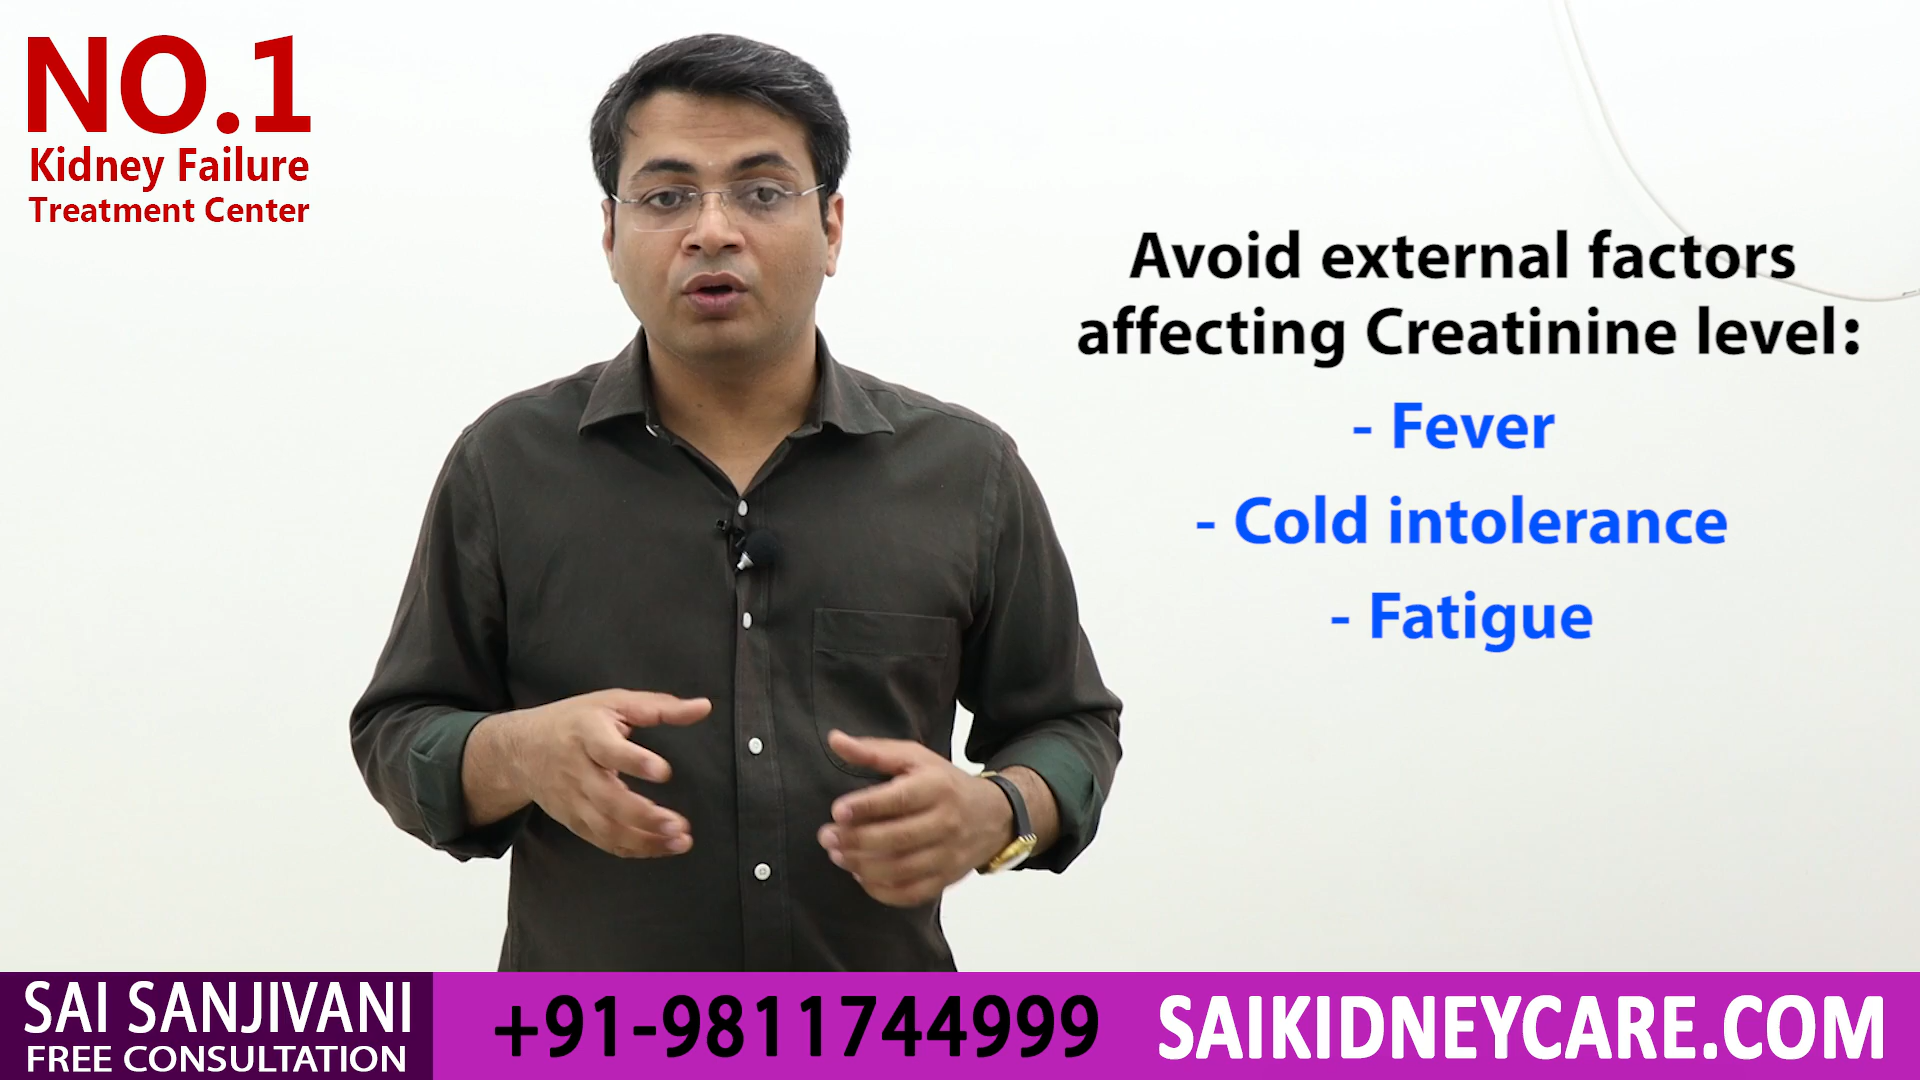 NO.1
Kidney Failure
Treatment Center
Avoid external factors
affecting Creatinine level:
- Fever
- Cold intolerance
- Fatigue
SAI SANJIVANI
FREE CONSULTATION
+91-9811744999
SAIKIDNEYCARE.COM